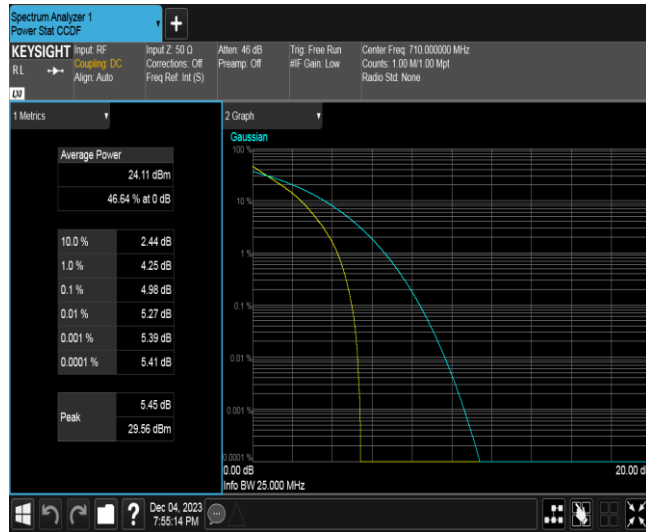 Spectrum Analyzer 1
Power Stat CCDF
+
KEYSIGHT
RL
LXI
Input: RF
Coupling: DC
Align: Auto
Input Z: 50 Ω
Corrections: Off
Freq Ref: Int (S)
Atten: 46 dB
Preamp: Off
Trig: Free Run
#IF Gain: Low
Center Freq: 710.000000 MHz
Counts: 1.00 M/1.00 Mpt
Radio Std: None
1 Metrics
Average Power
24.11 dBm
46.64 % at 0 dB
10.0 % 2.44 dB
1.0 % 4.25 dB
0.1 % 4.98 dB
0.01 % 5.27 dB
0.001 % 5.39 dB
0.0001 % 5.41 dB
Peak
5.45 dB
29.56 dBm
2 Graph
Gaussian
100 %
10 %
1 %
0.1 %
0.01 %
0.001 %
0.0001 %
0.00 dB
20.00 d
Info BW 25.000 MHz
?
Dec 04, 2023
7:55:14 PM